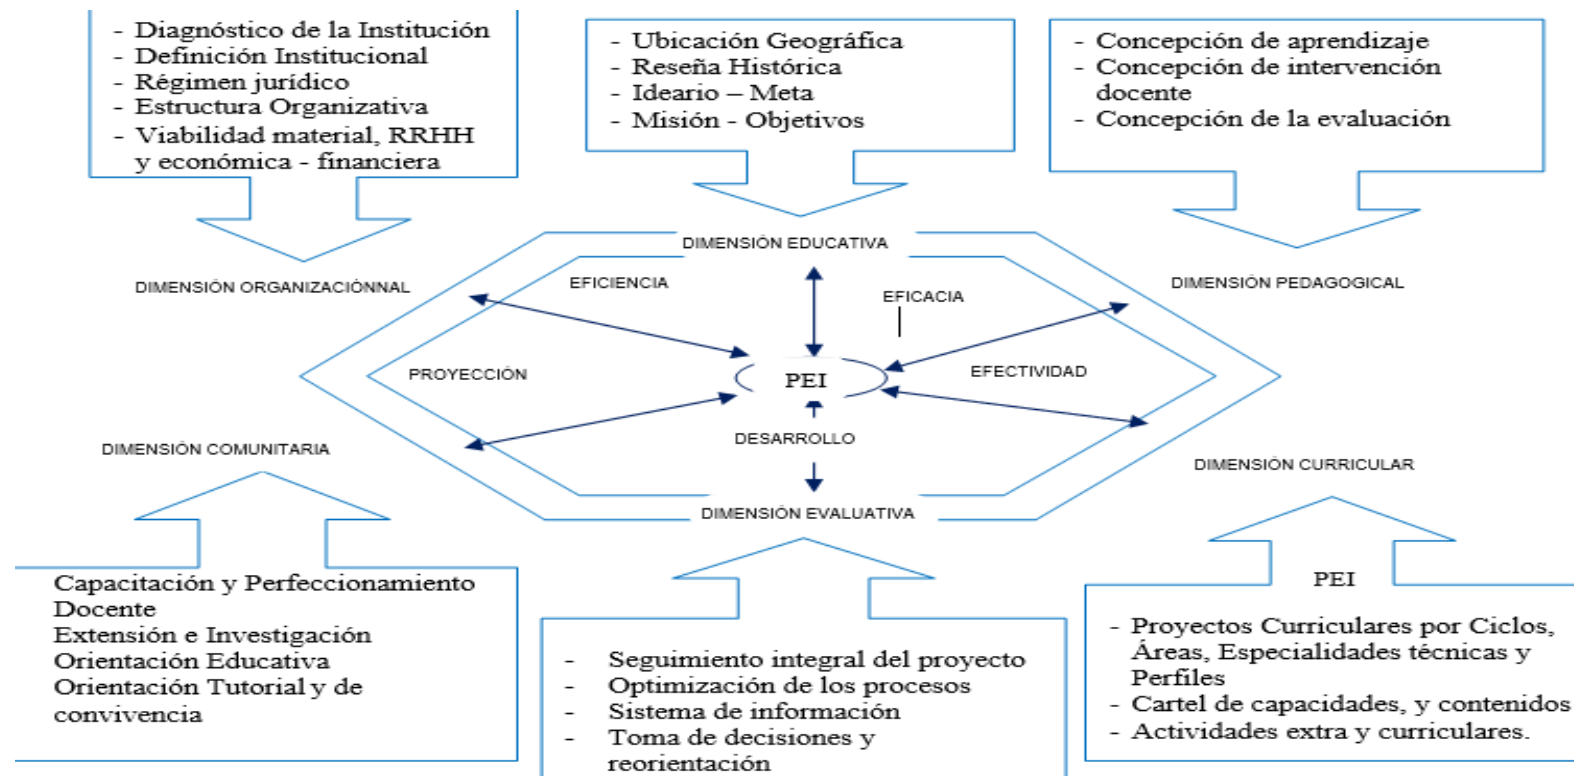 - Diagnóstico de la Institución
- Definición Institucional
- Régimen jurídico
- Estructura Organizativa
- Viabilidad material, RRHH
y económica - financiera
- Ubicación Geográfica
- Reseña Histórica
- Ideario – Meta
- Misión - Objetivos
- Concepción de aprendizaje
- Concepción de intervención
docente
- Concepción de la evaluación
DIMENSIÓN EDUCATIVA
DIMENSIÓN ORGANIZACIÓNNAL
EFICIENCIA
EFICACIA
DIMENSIÓN PEDAGOGICAL
PROYECCIÓN
PEI
EFECTIVIDAD
DESARROLLO
DIMENSIÓN COMUNITARIA
DIMENSIÓN CURRICULAR
DIMENSIÓN EVALUATIVA
Capacitación y Perfeccionamiento
Docente
Extensión e Investigación
Orientación Educativa
Orientación Tutorial y de
convivencia
- Seguimiento integral del proyecto
- Optimización de los procesos
- Sistema de información
- Toma de decisiones y
reorientación
PEI
- Proyectos Curriculares por Ciclos,
Áreas, Especialidades técnicas y
Perfiles
- Cartel de capacidades, y contenidos
- Actividades extra y curriculares.